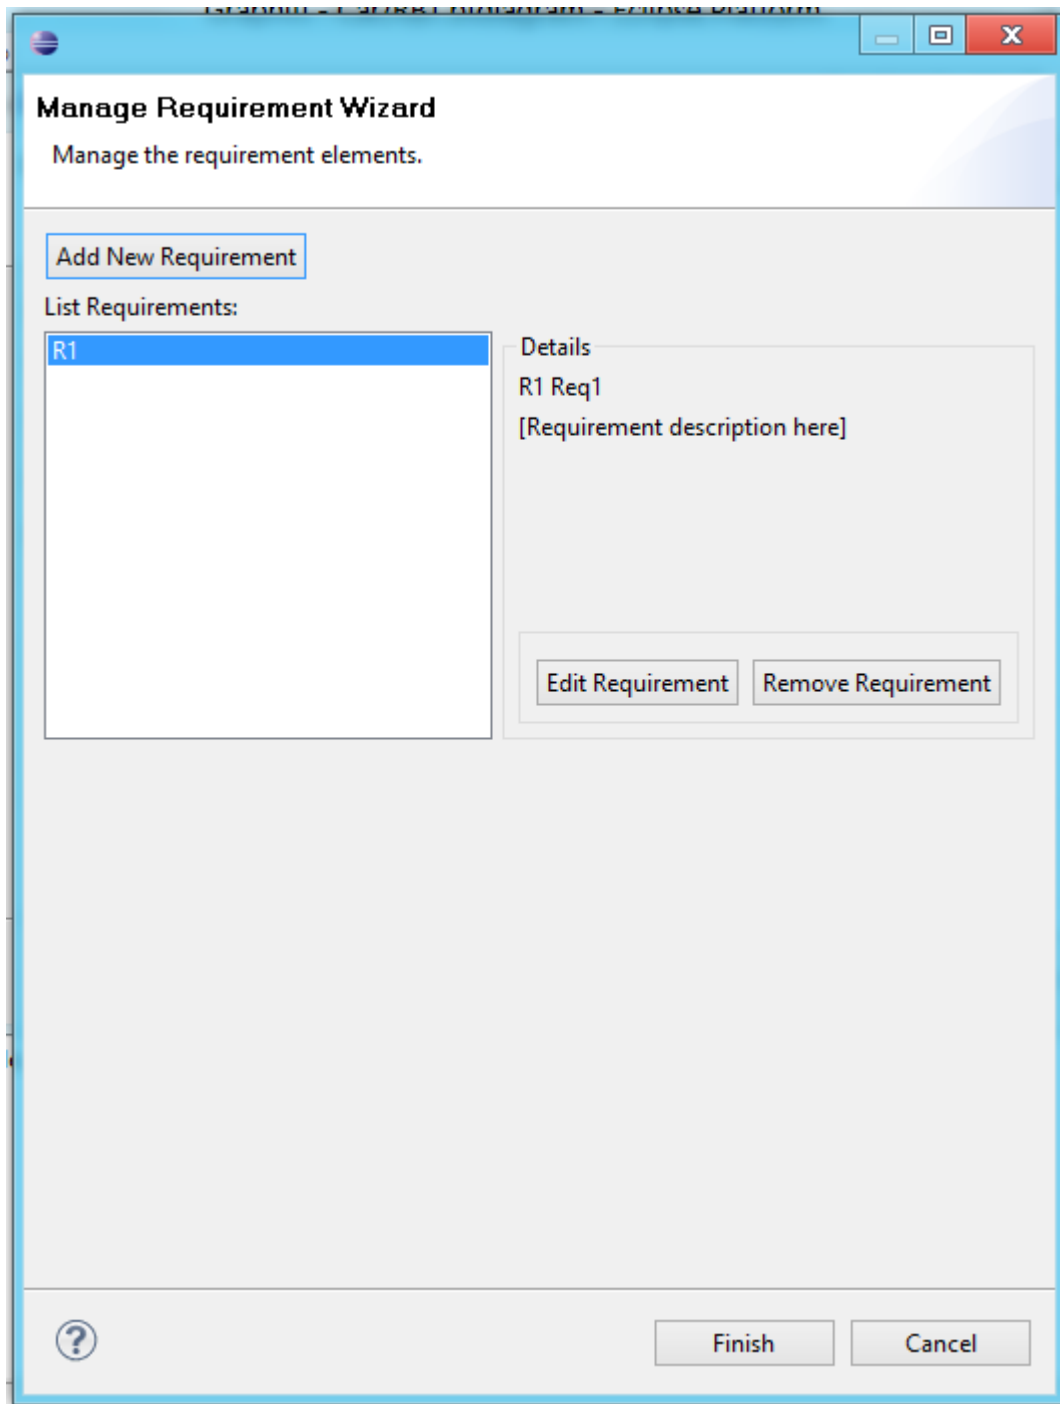 Manage Requirement Wizard
Manage the requirement elements.
Add New Requirement
List Requirements:
R1
Details
R1 Req1
[Requirement description here]
Edit Requirement
Remove Requirement
Finish
Cancel